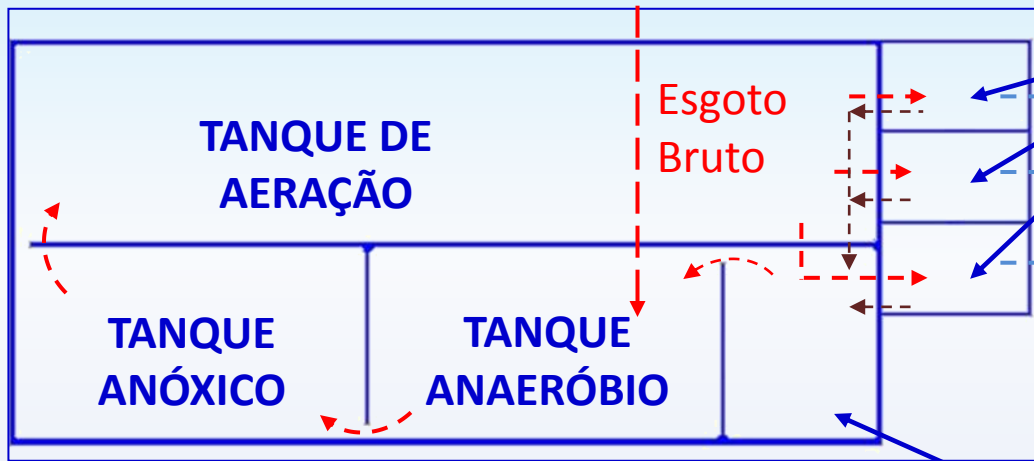 Esgoto
Bruto
TANQUE DE
AERAÇÃO
TANQUE
ANÓXICO
TANQUE
ANAERÓBIO